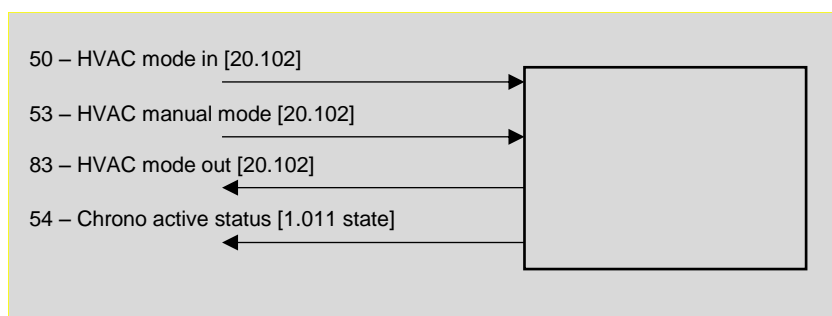 50 – HVAC mode in [20.102]
53 – HVAC manual mode [20.102]
83 – HVAC mode out [20.102]
54 – Chrono active status [1.011 state]